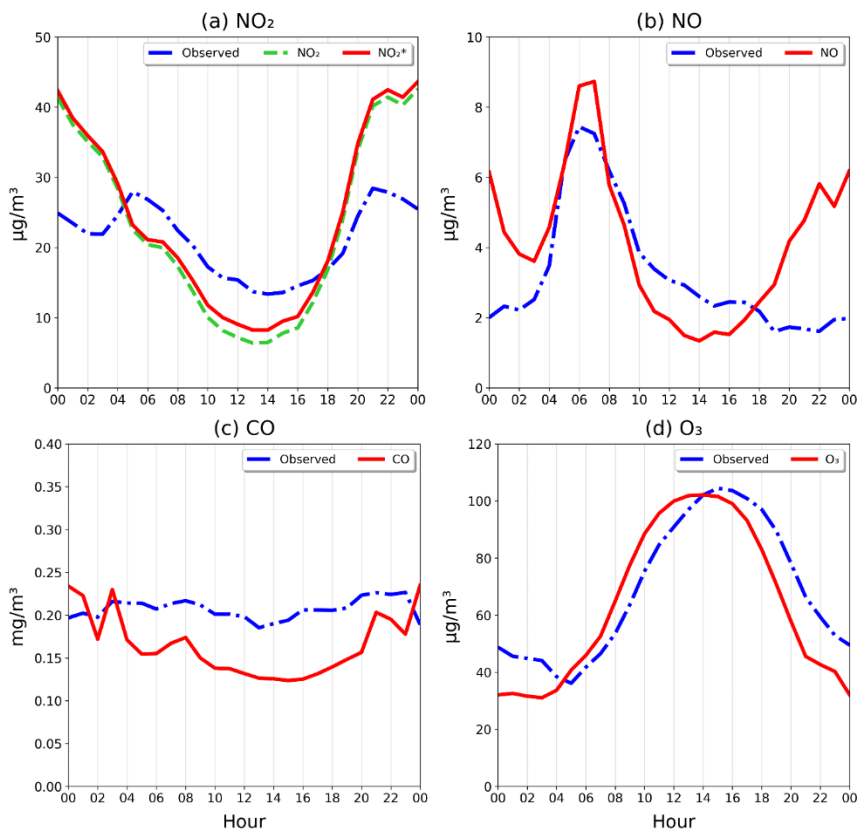 (a) NO₂
Observed NO₂ NO₂*
50
40
30
20
10
0
µg/m³
00 02 04 06 08 10 12 14 16 18 20 22 00
(b) NO
Observed NO
10
8
6
4
2
0
µg/m³
00 02 04 06 08 10 12 14 16 18 20 22 00
(c) CO
Observed CO
0.40
0.35
0.30
0.25
0.20
0.15
0.10
0.05
0.00
mg/m³
00 02 04 06 08 10 12 14 16 18 20 22 00
Hour
(d) O₃
Observed O₃
120
100
80
60
40
20
0
µg/m³
00 02 04 06 08 10 12 14 16 18 20 22 00
Hour